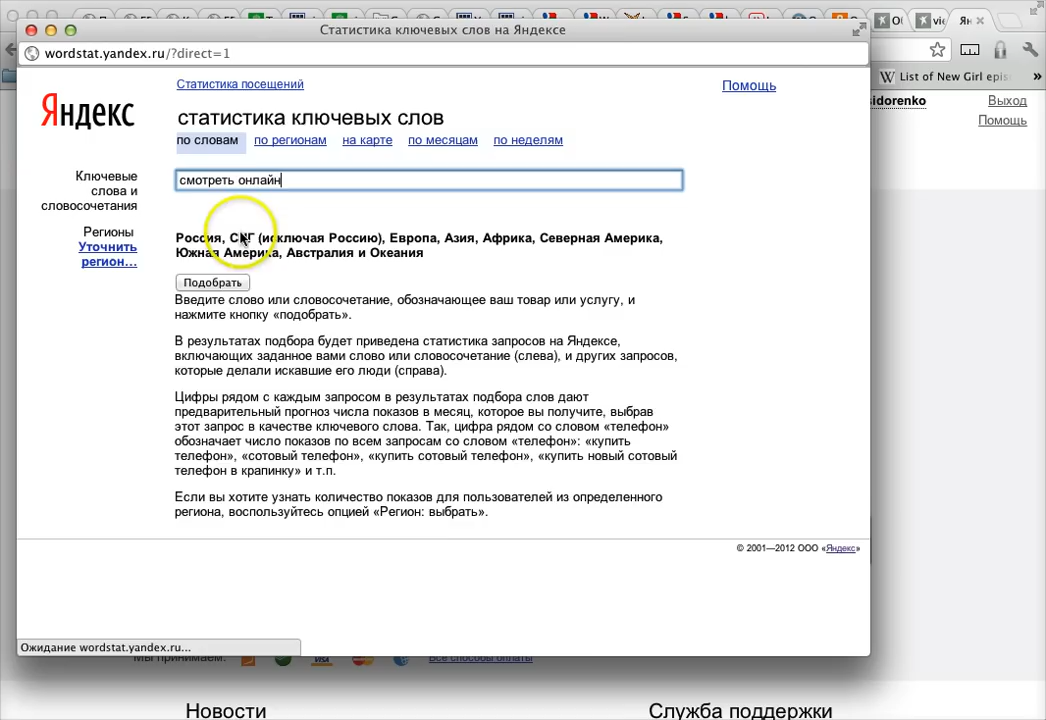 Статистика ключевых слов на Яндексе
wordstat.yandex.ru/?direct=1
List of New Girl epis
»
Статистика посещений
Помощь
sidorenko
Выход
Помощь
Яндекс
статистика ключевых слов
по словам по регионам на карте по месяцам по неделям
Ключевые
слова и
словосочетания
смотреть онлайн
Регионы
Уточнить
регион…
Россия, СНГ (исключая Россию), Европа, Азия, Африка, Северная Америка,
Южная Америка, Австралия и Океания
Подобрать
Введите слово или словосочетание, обозначающее ваш товар или услугу, и
нажмите кнопку «подобрать».
В результатах подбора будет приведена статистика запросов на Яндексе,
включающих заданное вами слово или словосочетание (слева), и других запросов,
которые делали искавшие его люди (справа).
Цифры рядом с каждым запросом в результатах подбора слов дают
предварительный прогноз числа показов в месяц, которое вы получите, выбрав
этот запрос в качестве ключевого слова. Так, цифра рядом со словом «телефон»
обозначает число показов по всем запросам со словом «телефон»: «купить
телефон», «сотовый телефон», «купить сотовый телефон», «купить новый сотовый
телефон в крапинку» и т.п.
Если вы хотите узнать количество показов для пользователей из определенного
региона, воспользуйтесь опцией «Регион: выбрать».
© 2001—2012 ООО «Яндекс»
Ожидание wordstat.yandex.ru...
Мы принимаем: VISA Все способы оплаты
Новости
Служба поддержки